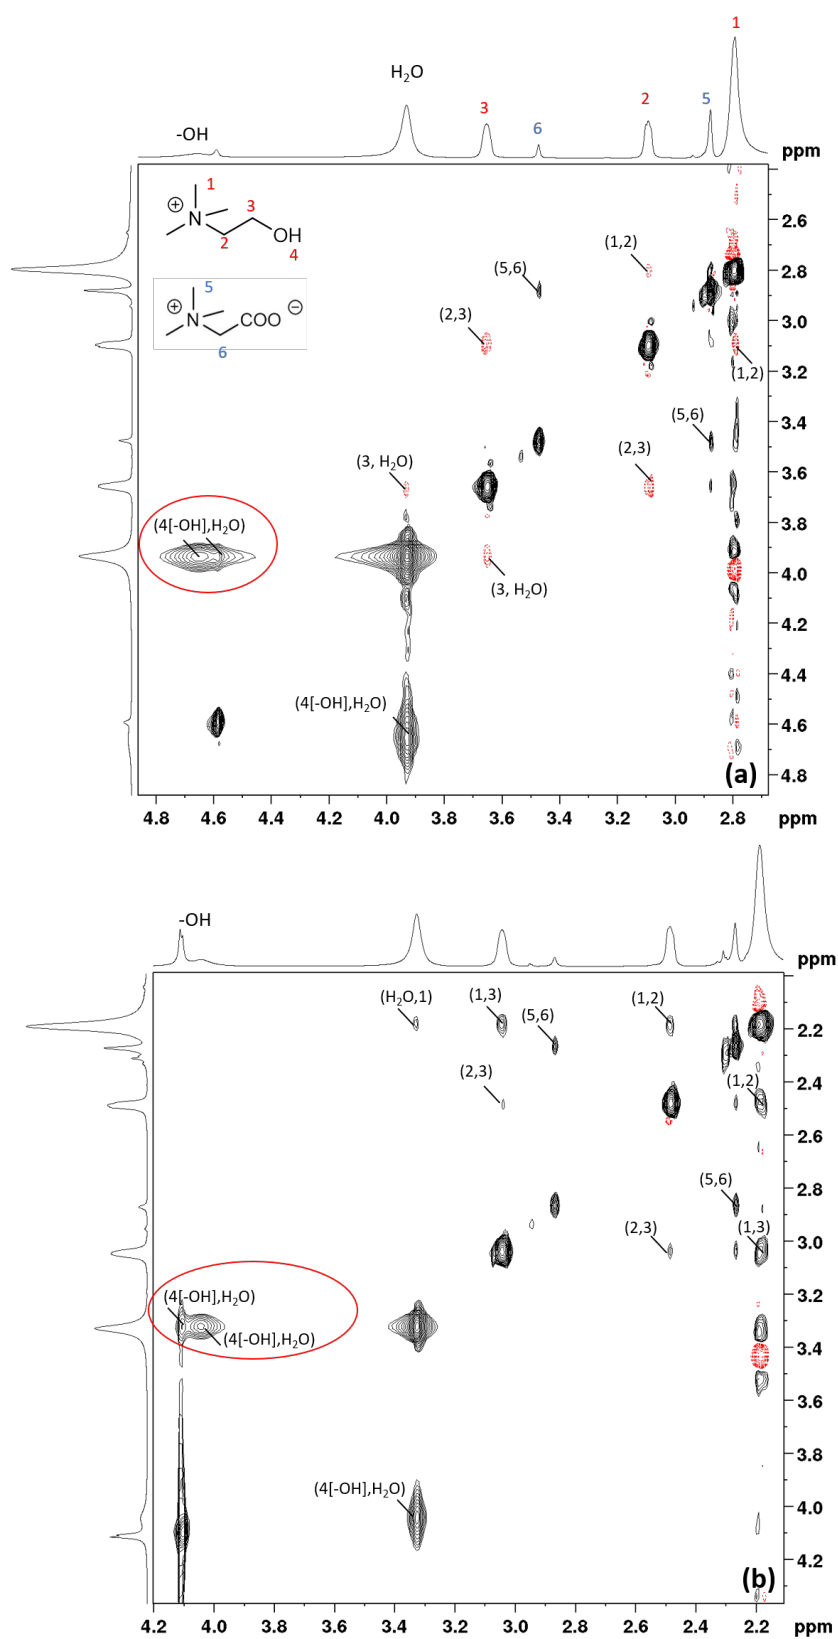 1
H₂O
3
2
5
6
-OH
ppm
1
3
N
⊕
OH
2
4
5
N
⊕
COO
⊖
6
(1,2)
(5,6)
(2,3)
(1,2)
(5,6)
(2,3)
(3, H₂O)
(4[-OH],H₂O)
(3, H₂O)
(4[-OH],H₂O)
(a)
2.6
2.8
3.0
3.2
3.4
3.6
3.8
4.0
4.2
4.4
4.6
4.8
4.8 4.6 4.4 4.2 4.0 3.8 3.6 3.4 3.2 3.0 2.8 ppm
-OH
ppm
(H₂O,1)
(1,3)
(1,2)
(5,6)
(2,3)
(1,2)
(5,6)
(2,3)
(1,3)
(4[-OH],H₂O)
(4[-OH],H₂O)
(4[-OH],H₂O)
(b)
2.2
2.4
2.6
2.8
3.0
3.2
3.4
3.6
3.8
4.0
4.2
4.2 4.0 3.8 3.6 3.4 3.2 3.0 2.8 2.6 2.4 2.2 ppm